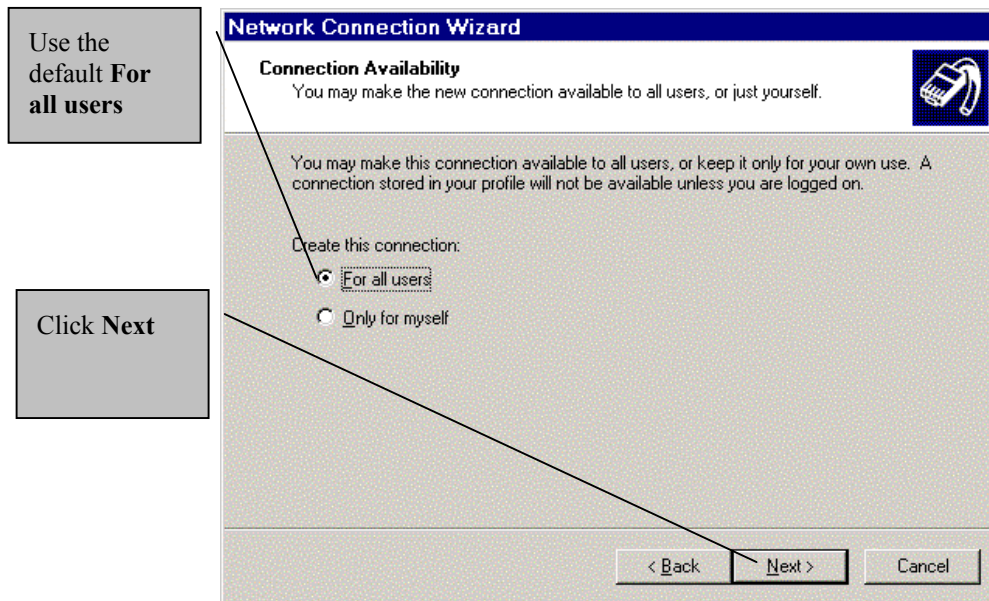 Use the
default For
all users
Network Connection Wizard
Connection Availability
You may make the new connection available to all users, or just yourself.
You may make this connection available to all users, or keep it only for your own use. A
connection stored in your profile will not be available unless you are logged on.
Create this connection:
For all users
Only for myself
Click Next
< Back
Next >
Cancel